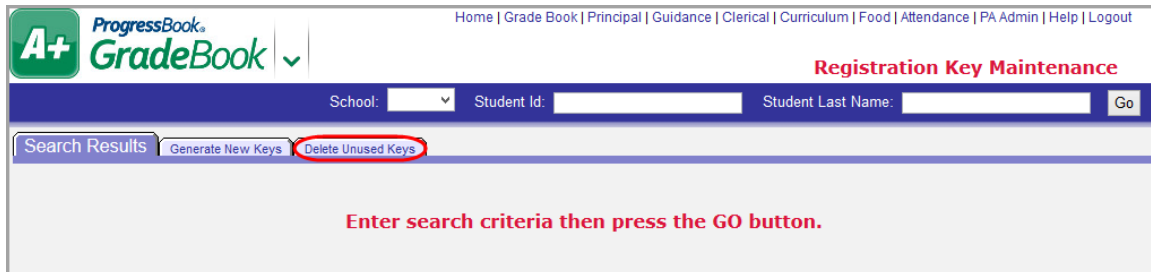 Home | Grade Book | Principal | Guidance | Clerical | Curriculum | Food | Attendance | PA Admin | Help | Logout
A+ ProgressBook®
GradeBook
Registration Key Maintenance
School: Student Id: Student Last Name: Go
Search Results Generate New Keys Delete Unused Keys
Enter search criteria then press the GO button.